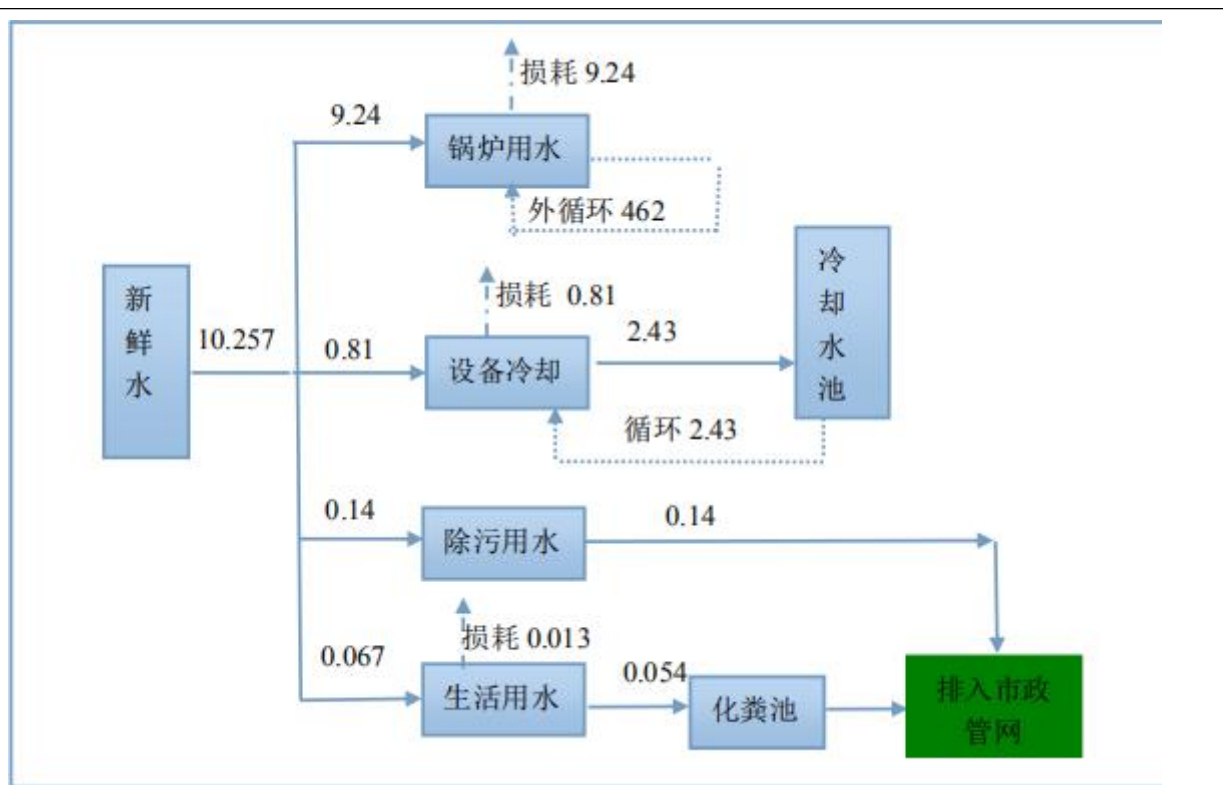 损耗 9.24
9.24
锅炉用水
外循环 462
新鲜水
10.257
损耗 0.81
0.81
设备冷却
2.43
冷却水池
循环 2.43
0.14
除污用水
0.14
损耗 0.013
0.067
生活用水
0.054
化粪池
排入市政
管网